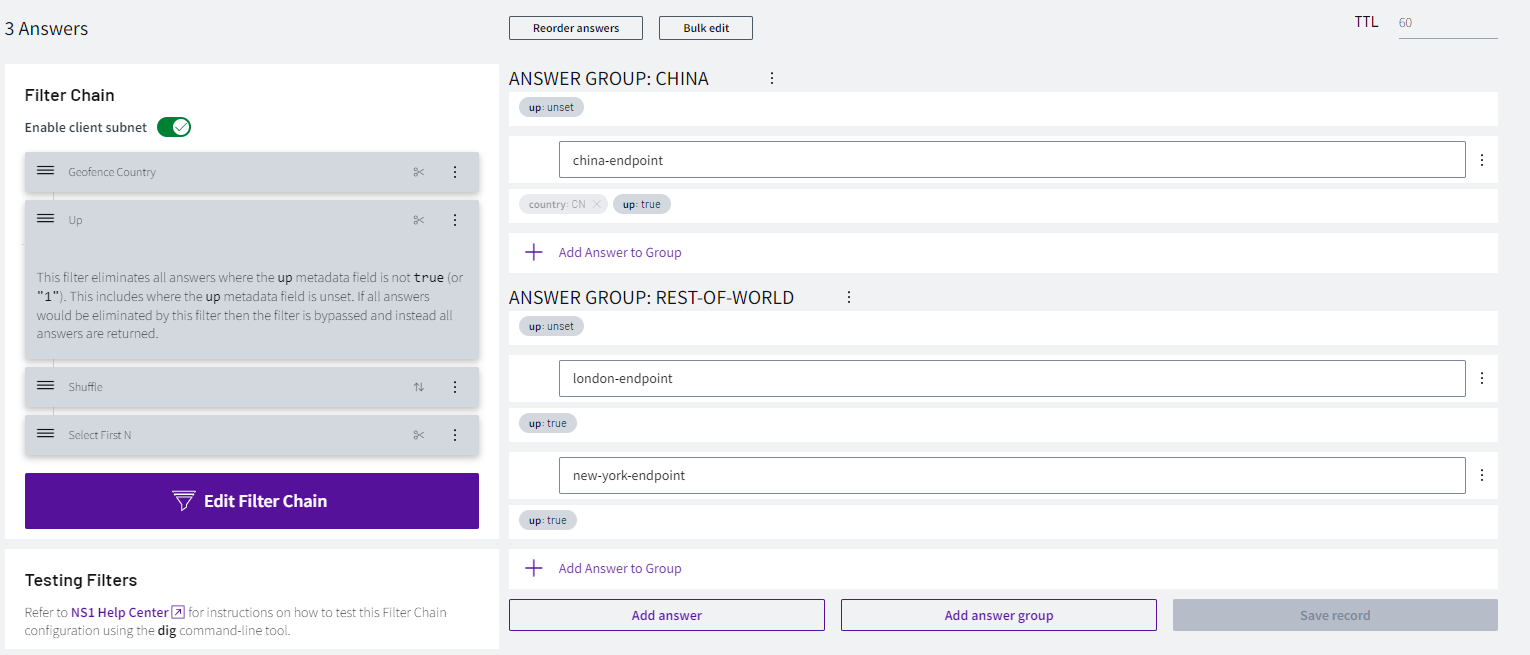 3 Answers
Reorder answers
Bulk edit
TTL 60
Filter Chain
Enable client subnet
Geofence Country
Up
This filter eliminates all answers where the up metadata field is not true (or
"1"). This includes where the up metadata field is unset. If all answers
would be eliminated by this filter then the filter is bypassed and instead all
answers are returned.
Shuffle
Select First N
Edit Filter Chain
Testing Filters
Refer to NS1 Help Center for instructions on how to test this Filter Chain
configuration using the dig command-line tool.
ANSWER GROUP: CHINA
up: unset
china-endpoint
country: CN
up: true
Add Answer to Group
ANSWER GROUP: REST-OF-WORLD
up: unset
london-endpoint
up: true
new-york-endpoint
up: true
Add Answer to Group
Add answer
Add answer group
Save record